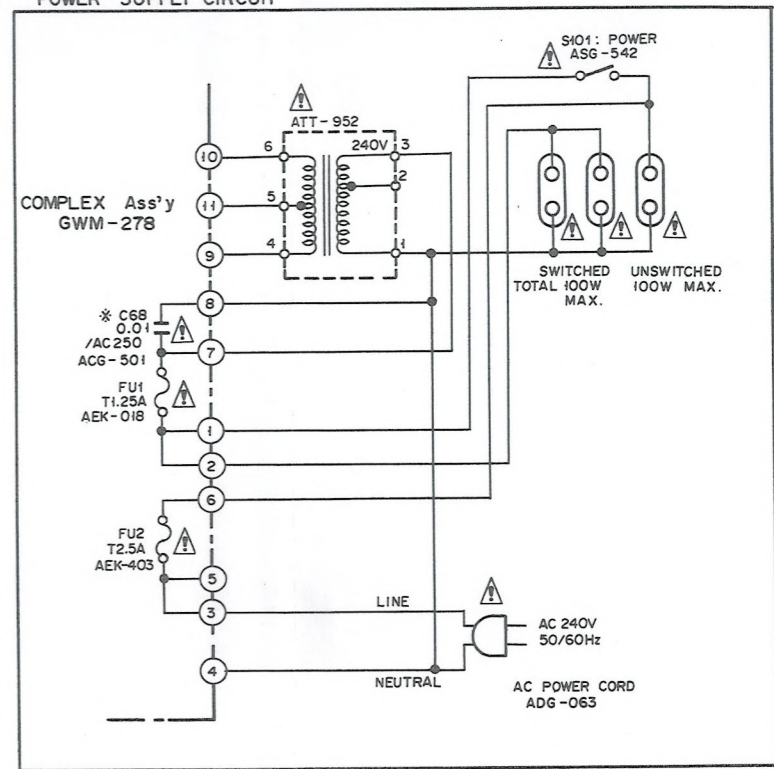 POWER SUPPLY CIRCUIT
S101: POWER
ASG-542
ATT-952
10
6
240V
3
11
5
2
COMPLEX Ass'y
GWM-278
9
4
1
SWITCHED
TOTAL 100W
MAX.
UNSWITCHED
100W MAX.
8
※ C68
0.01
/AC250
ACG-501
7
FU1
T1.25A
AEK-018
1
2
6
FU2
T2.5A
AEK-403
5
3
LINE
AC 240V
50/60Hz
4
NEUTRAL
AC POWER CORD
ADG-063